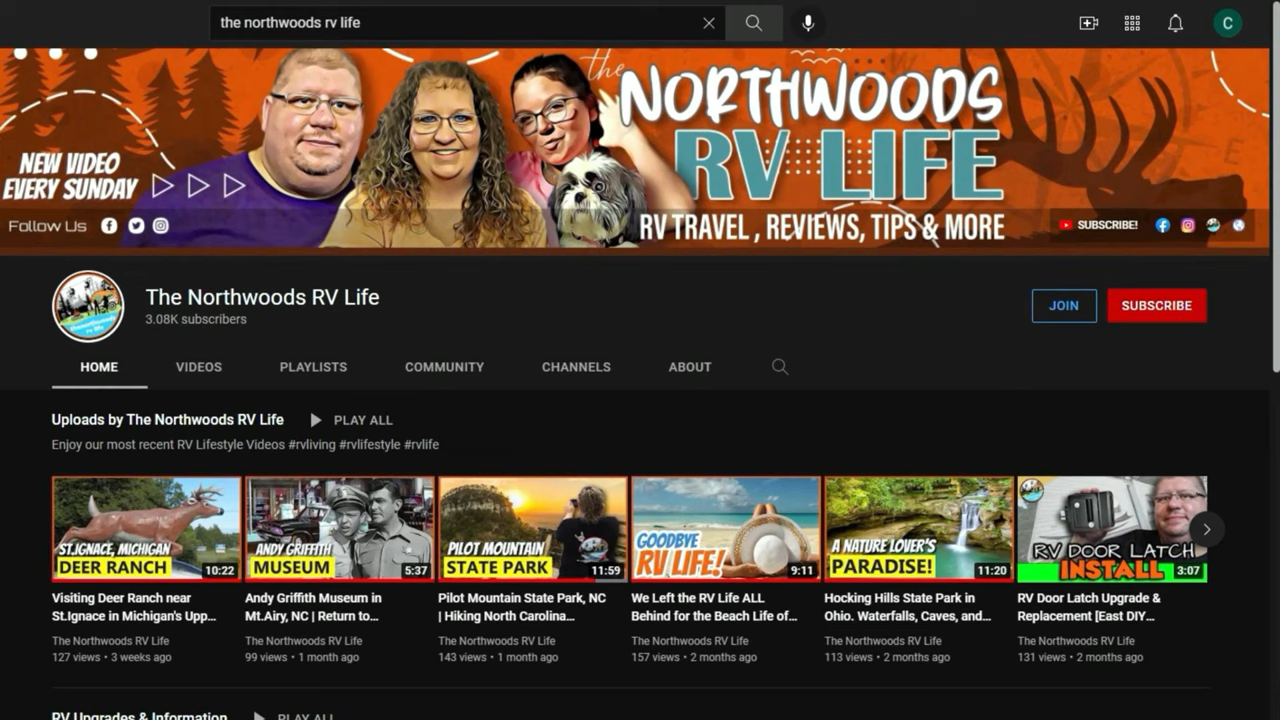 the northwoods rv life
C
the
NORTHWOODS
RV LIFE
NEW VIDEO
EVERY SUNDAY
RV TRAVEL, REVIEWS, TIPS & MORE
Follow Us
SUBSCRIBE!
The Northwoods RV Life
3.08K subscribers
JOIN
SUBSCRIBE
HOME VIDEOS PLAYLISTS COMMUNITY CHANNELS ABOUT
Uploads by The Northwoods RV Life PLAY ALL
Enjoy our most recent RV Lifestyle Videos #rvliving #rvlifestyle #rvlife
ST.IGNACE, MICHIGAN
DEER RANCH
10:22
Visiting Deer Ranch near
St.Ignace in Michigan's Upp...
The Northwoods RV Life
127 views • 3 weeks ago
ANDY GRIFFITH
MUSEUM
5:37
Andy Griffith Museum in
Mt.Airy, NC | Return to...
The Northwoods RV Life
99 views • 1 month ago
PILOT MOUNTAIN
STATE PARK
11:59
Pilot Mountain State Park, NC
| Hiking North Carolina...
The Northwoods RV Life
143 views • 1 month ago
GOODBYE
RV LIFE!
9:11
We Left the RV Life ALL
Behind for the Beach Life of...
The Northwoods RV Life
157 views • 2 months ago
A NATURE LOVER'S
PARADISE!
11:20
Hocking Hills State Park in
Ohio. Waterfalls, Caves, and...
The Northwoods RV Life
113 views • 2 months ago
RV DOOR LATCH
INSTALL
3:07
RV Door Latch Upgrade &
Replacement [East DIY...
The Northwoods RV Life
131 views • 2 months ago
RV Upgrades & Information PLAY ALL